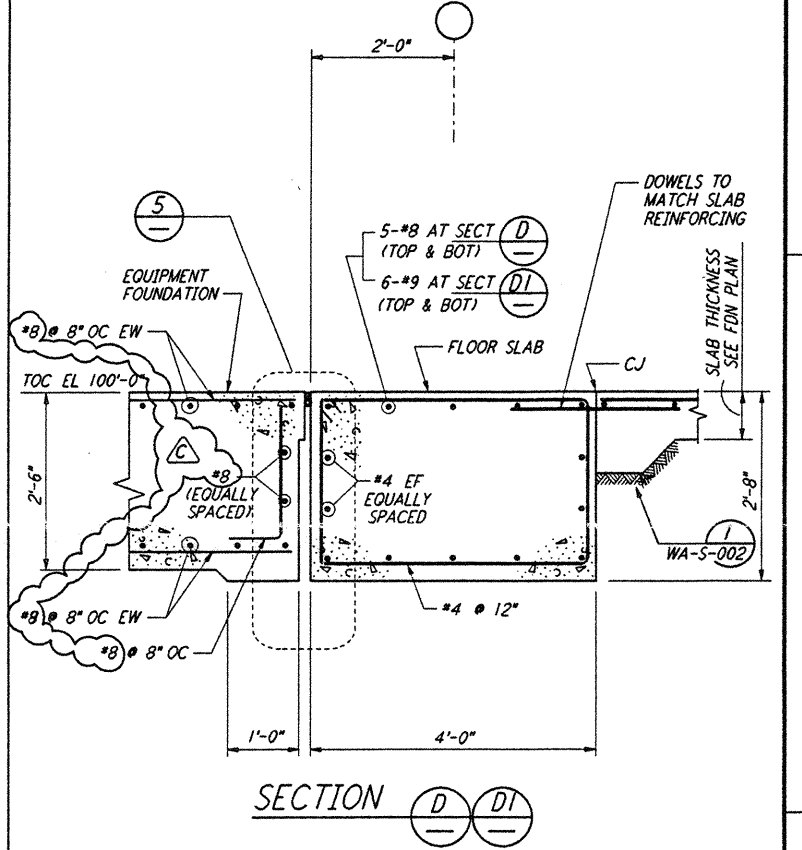 2'-0"
5
5-#8 AT SECT D
(TOP & BOT)
6-#9 AT SECT D1
(TOP & BOT)
DOWELS TO
MATCH SLAB
REINFORCING
EQUIPMENT
FOUNDATION
SLAB THICKNESS
SEE FDN PLAN
#8 @ 8" OC EW
FLOOR SLAB
CJ
TOC EL 100'-0"
C
2'-6"
#8
(EQUALLY
SPACED)
#4 EF
EQUALLY
SPACED
2'-8"
1
WA-S-002
#8 @ 8" OC EW
#4 @ 12"
#8 @ 8" OC
1'-0"
4'-0"
SECTION D D1